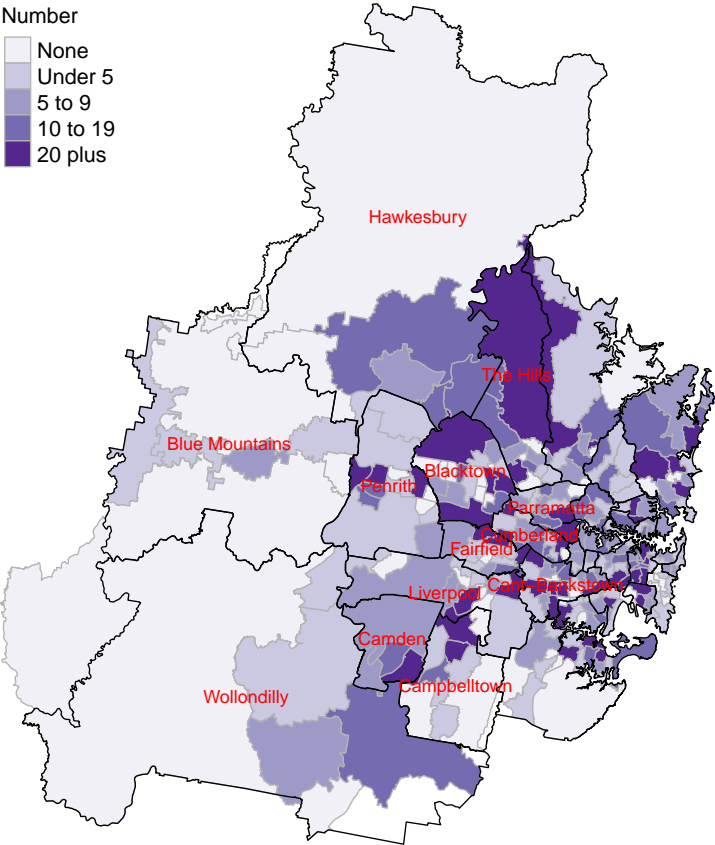 Number
None
Under 5
5 to 9
10 to 19
20 plus
Hawkesbury
The Hills
Blue Mountains
Blacktown
Penrith
Parramatta
Cumberland
Fairfield
Cant-Bankstown
Liverpool
Camden
Campbelltown
Wollondilly